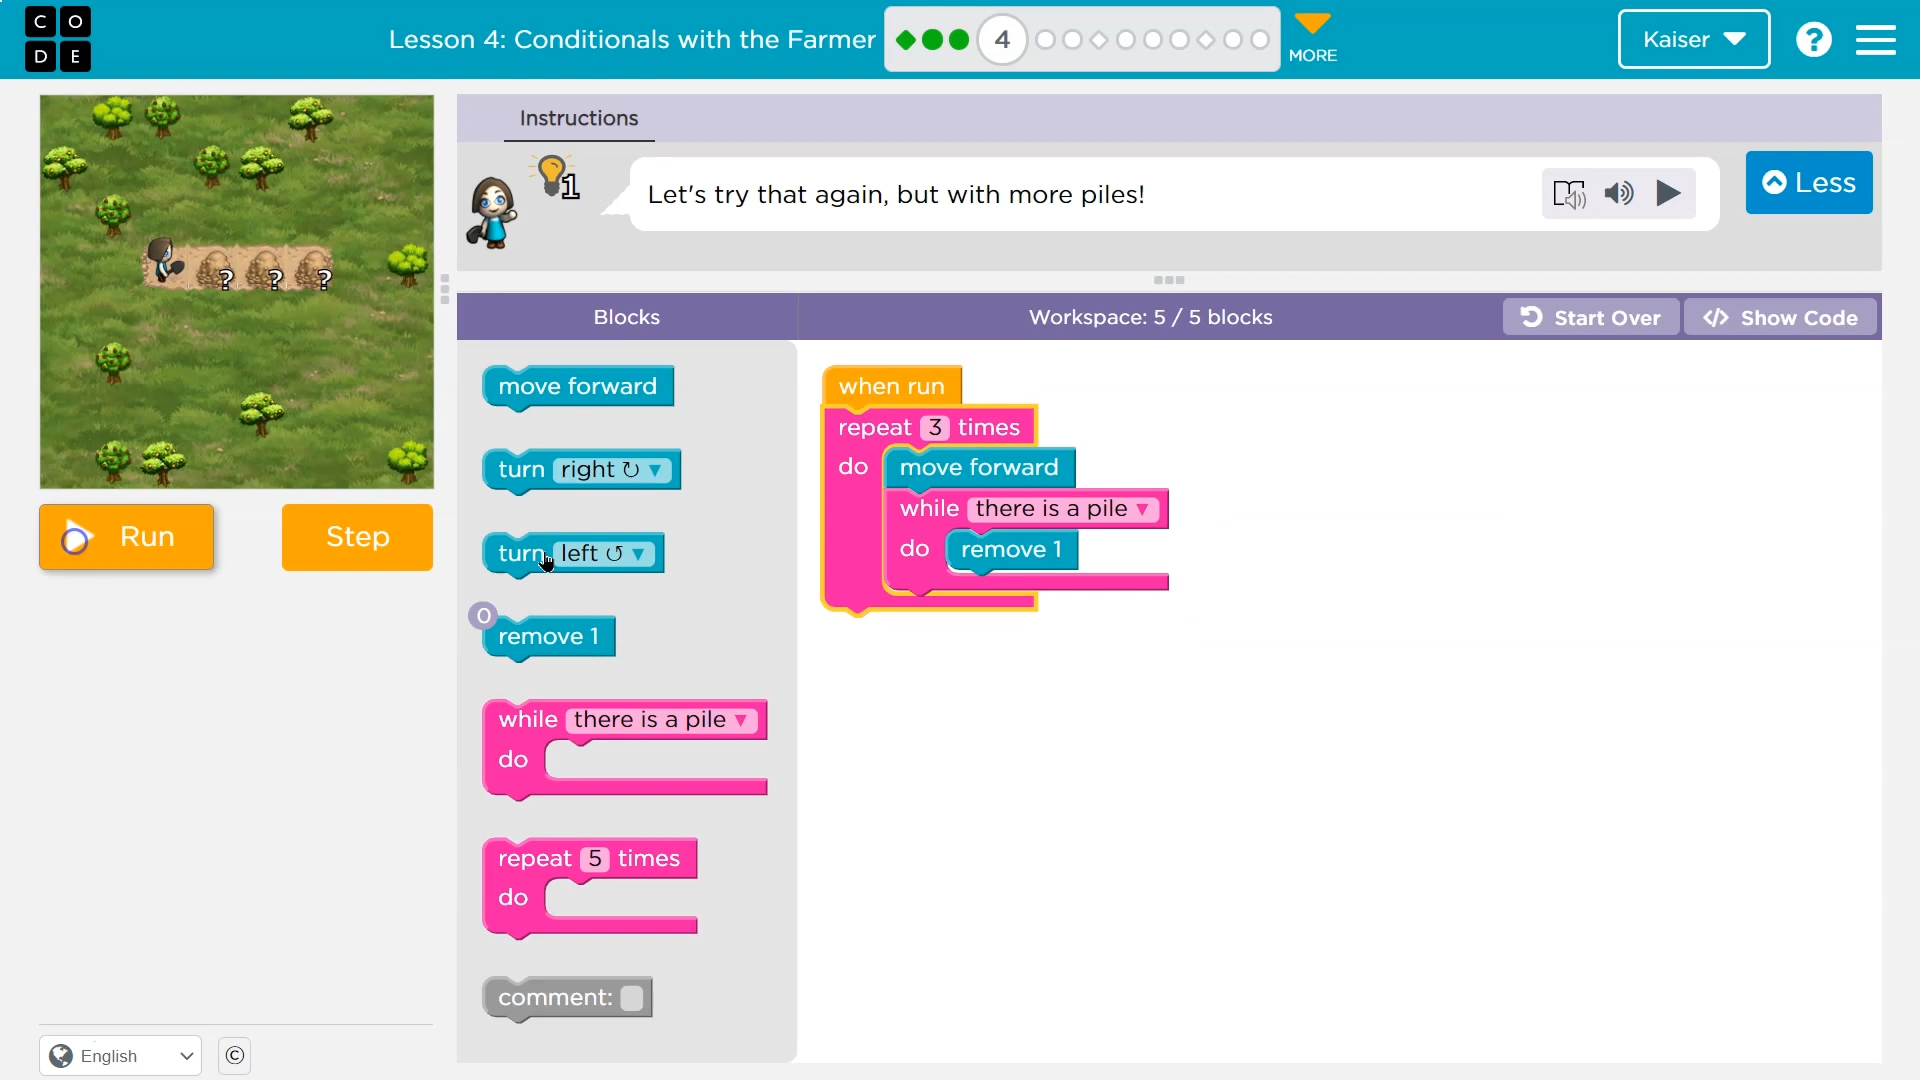 C O
D E
Lesson 4: Conditionals with the Farmer
4
MORE
Kaiser
?
Instructions
1
Let's try that again, but with more piles!
Less
? ? ?
Run
Step
Blocks
Workspace: 5 / 5 blocks
Start Over
</> Show Code
move forward
turn right ↻ ▼
turn left ↺ ▼
0
remove 1
while there is a pile ▼
do
repeat 5 times
do
comment:
when run
repeat 3 times
do move forward
while there is a pile ▼
do remove 1
English
©